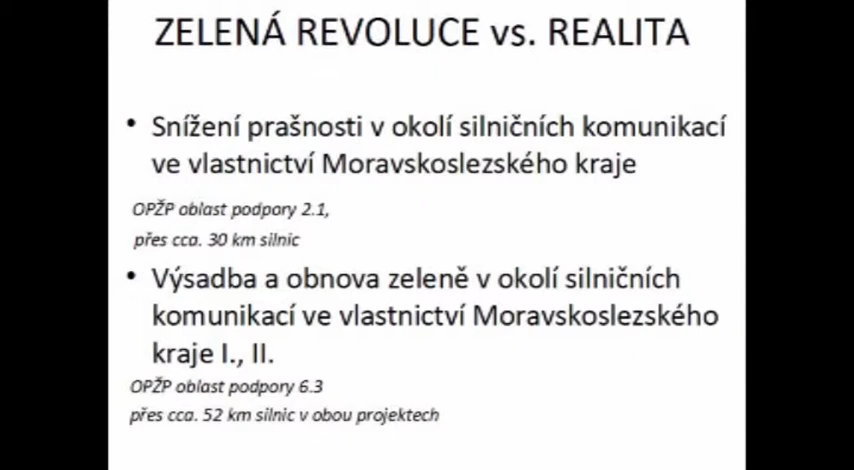 ZELENÁ REVOLUCE vs. REALITA
• Snížení prašnosti v okolí silničních komunikací
ve vlastnictví Moravskoslezského kraje
OPŽP oblast podpory 2.1,
přes cca. 30 km silnic
• Výsadba a obnova zeleně v okolí silničních
komunikací ve vlastnictví Moravskoslezského
kraje I., II.
OPŽP oblast podpory 6.3
přes cca. 52 km silnic v obou projektech